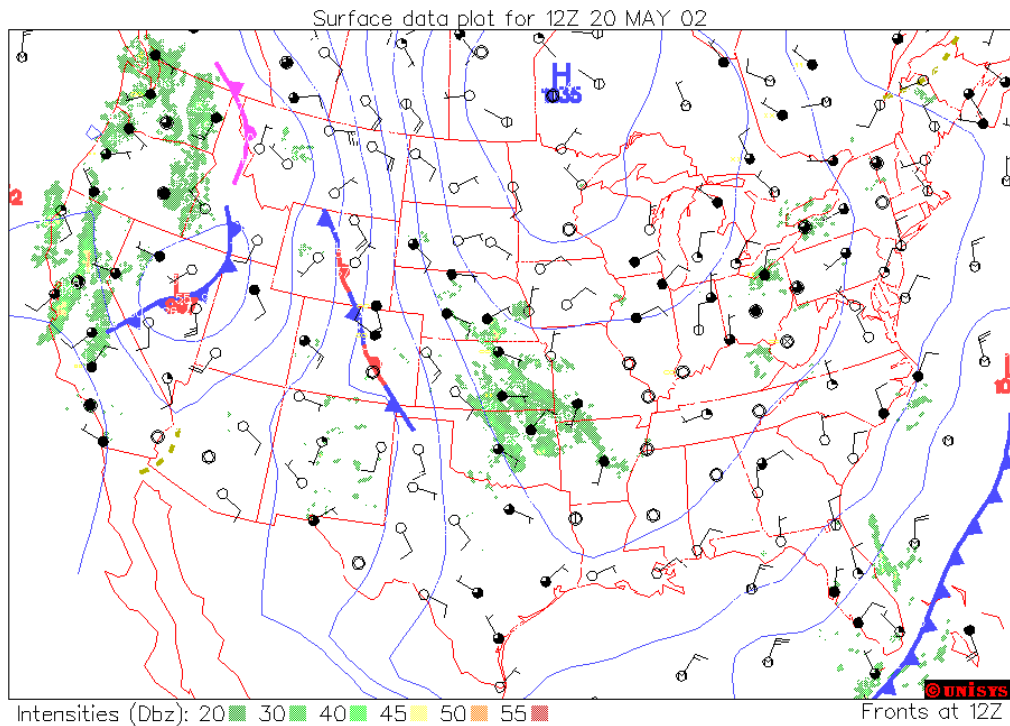 Surface data plot for 12Z 20 MAY 02
H
L
L
©UNISYS
Intensities (Dbz): 20 30 40 45 50 55
Fronts at 12Z